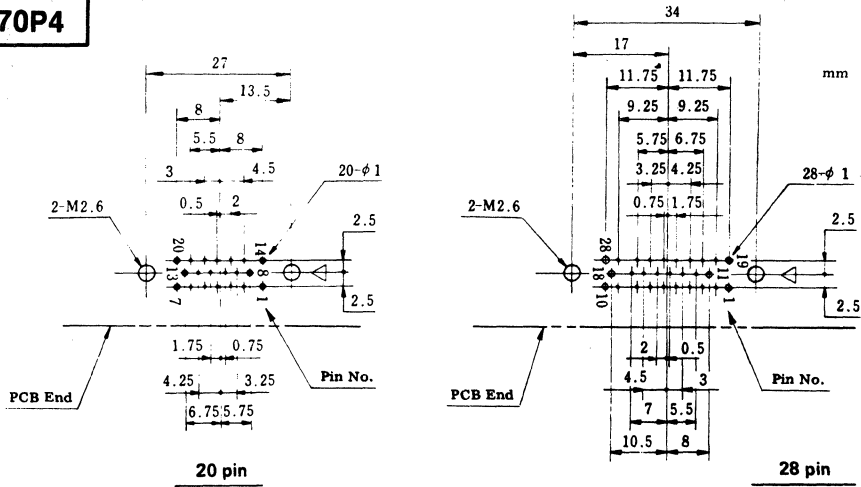 70P4
27
13.5
8
5.5 8
3 4.5
20-φ 1
0.5 2
2-M2.6
2.5
20 14
13 8
7 1
2.5
1.75 0.75
4.25 3.25
6.75 5.75
Pin No.
PCB End
20 pin
34
17
mm
11.75 11.75
9.25 9.25
5.75 6.75
3.25 4.25
28-φ 1
0.75 1.75
2-M2.6
2.5
28 19
18 11
10 1
2.5
2 0.5
4.5 3
7 5.5
10.5 8
Pin No.
PCB End
28 pin